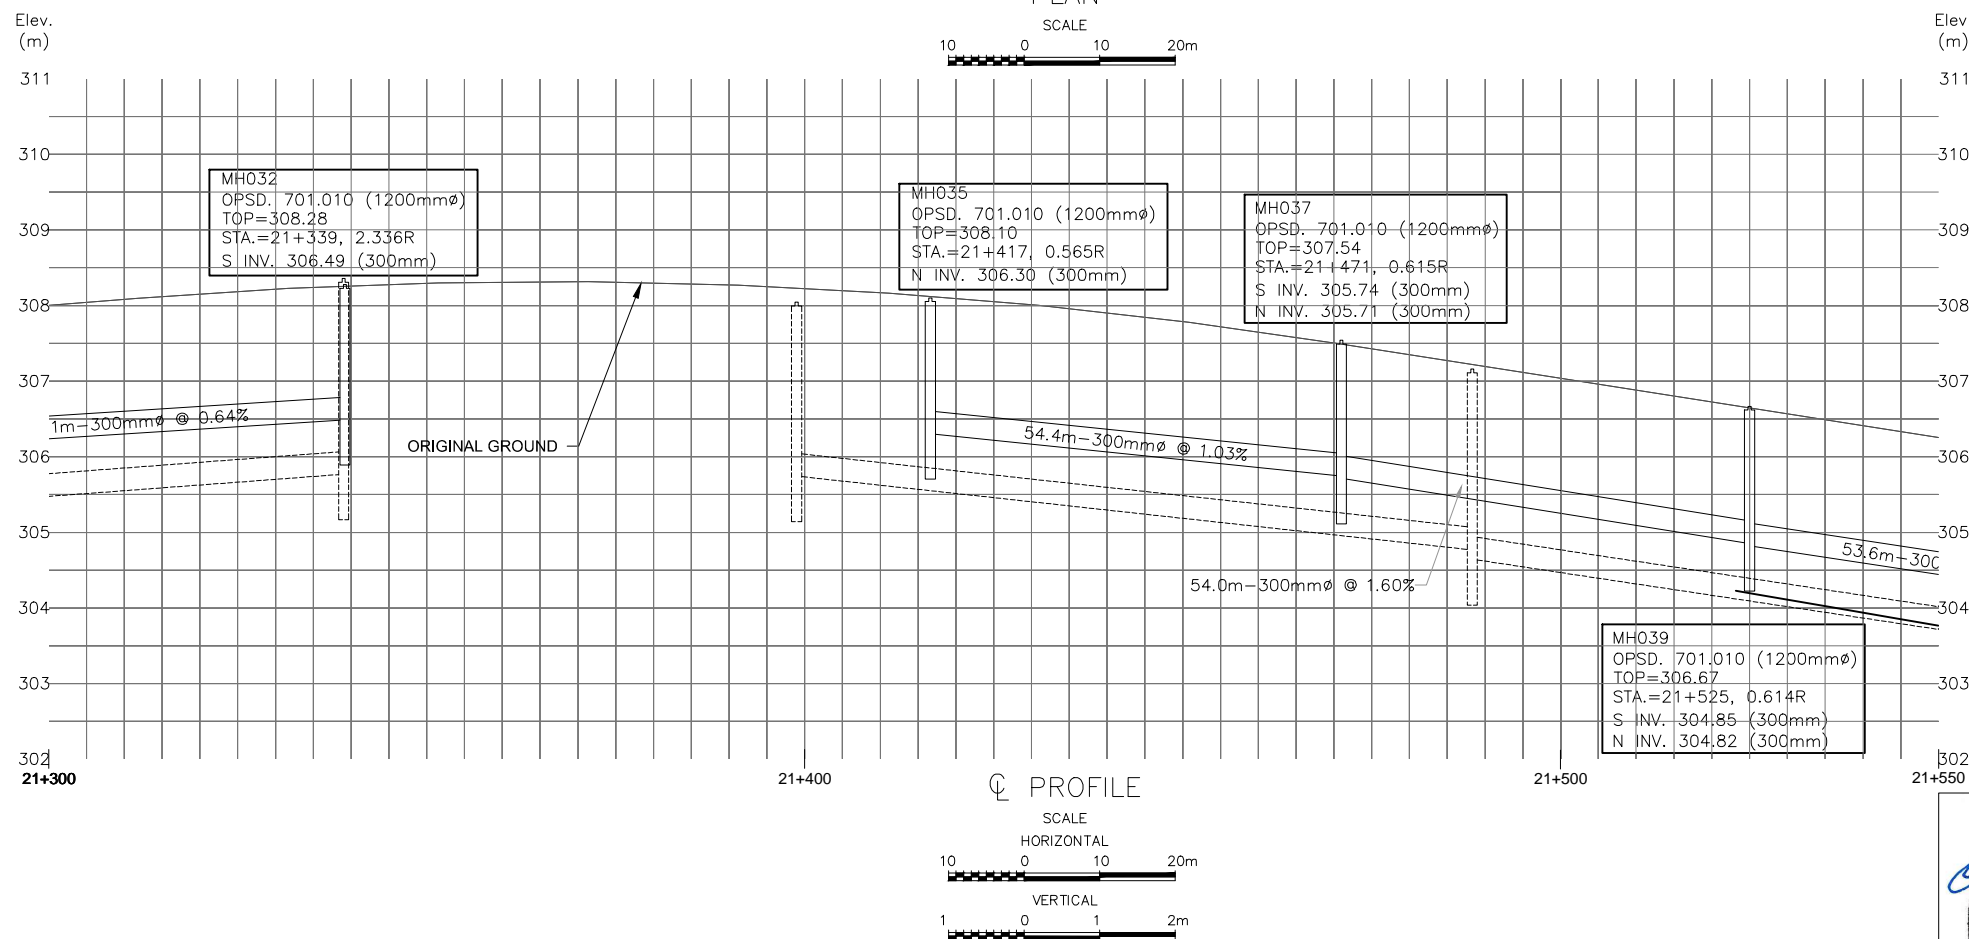 SCALE
10 0 10 20m
Elev.
(m)
Elev
(m)
311
311
310
310
309
309
308
308
307
307
306
306
305
305
304
304
303
303
302
302
MH032
OPSD. 701.010 (1200mmø)
TOP=308.28
STA.=21+339, 2.336R
S INV. 306.49 (300mm)
MH035
OPSD. 701.010 (1200mmø)
TOP=308.10
STA.=21+417, 0.565R
N INV. 306.30 (300mm)
MH037
OPSD. 701.010 (1200mmø)
TOP=307.54
STA.=21+471, 0.615R
S INV. 305.74 (300mm)
N INV. 305.71 (300mm)
1m-300mmø @ 0.64%
ORIGINAL GROUND
54.4m-300mmø @ 1.03%
54.0m-300mmø @ 1.60%
53.6m-300
MH039
OPSD. 701.010 (1200mmø)
TOP=306.67
STA.=21+525, 0.614R
S INV. 304.85 (300mm)
N INV. 304.82 (300mm)
21+300
21+400
21+500
21+550
℄ PROFILE
SCALE
HORIZONTAL
10 0 10 20m
VERTICAL
1 0 1 2m